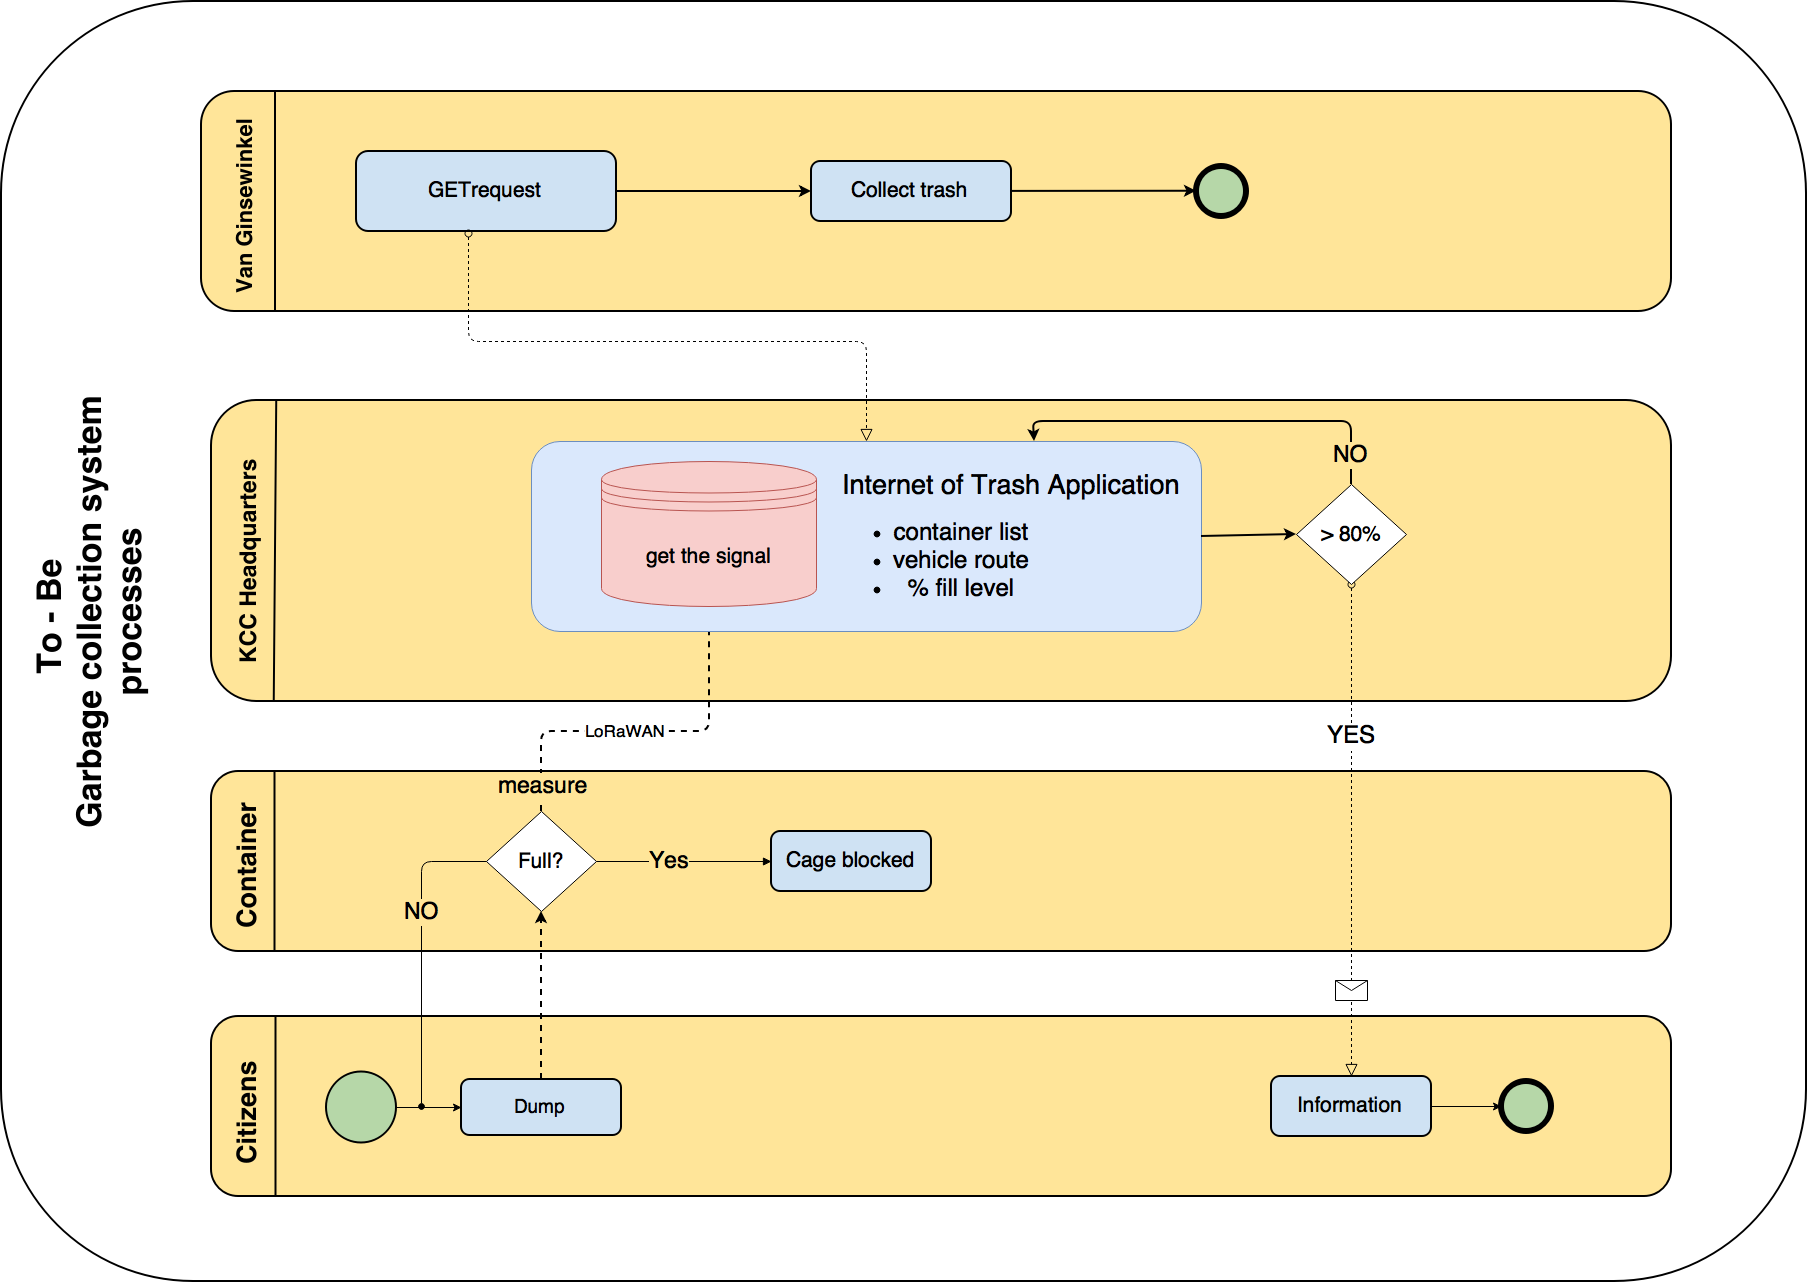 To - Be
Garbage collection system
processes
Van Ginsewinkel
GETrequest
Collect trash
KCC Headquarters
get the signal
Internet of Trash Application
• container list
• vehicle route
• % fill level
NO
> 80%
LoRaWAN
YES
Container
measure
Full?
Yes
Cage blocked
NO
Citizens
Dump
Information